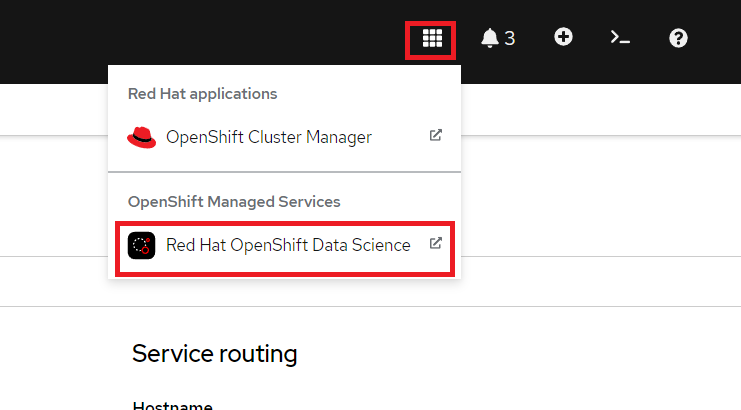 3
Red Hat applications
OpenShift Cluster Manager
OpenShift Managed Services
Red Hat OpenShift Data Science
Service routing
Hostname